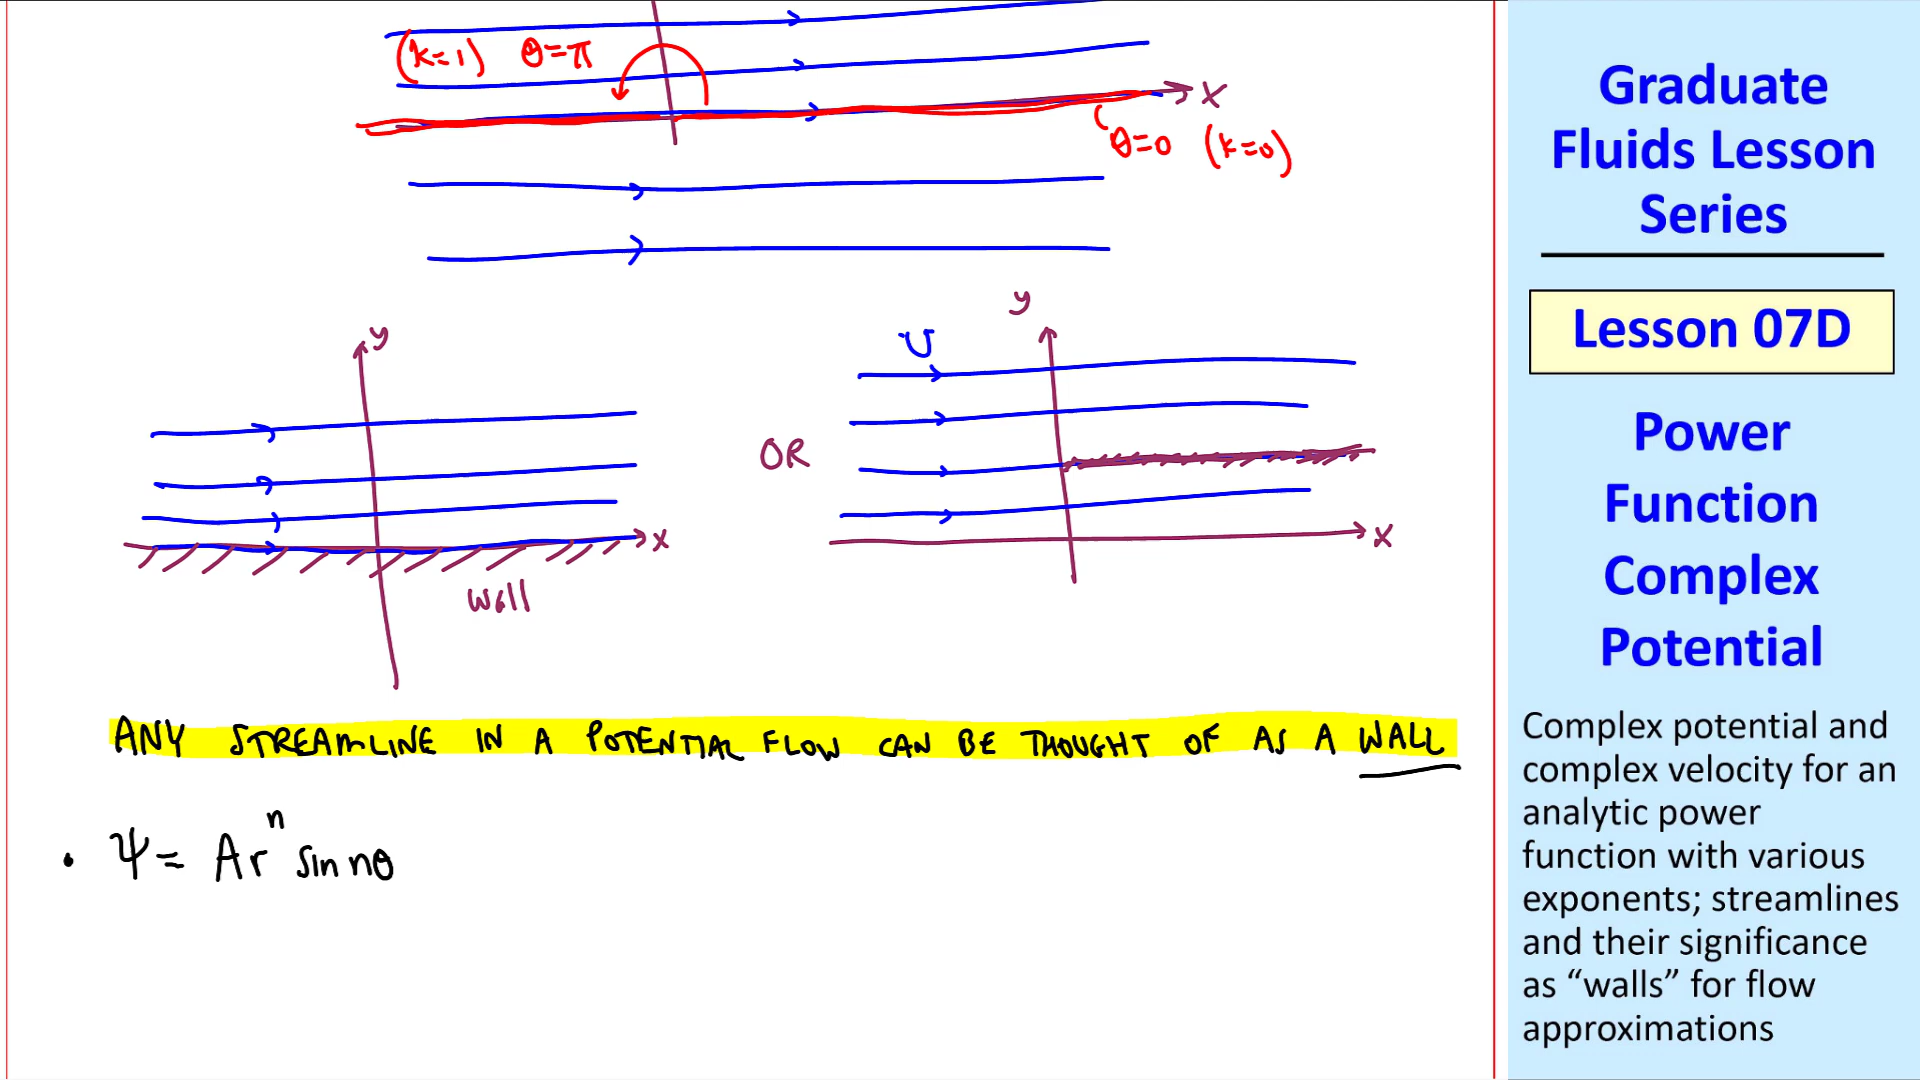 (k=1) θ=π
x
θ=0 (k=0)
y
wall
x
OR
y
U
x
ANY STREAMLINE IN A POTENTIAL FLOW CAN BE THOUGHT OF AS A WALL
• Ψ = Arⁿ sin nθ
Graduate
Fluids Lesson
Series
Lesson 07D
Power
Function
Complex
Potential
Complex potential and
complex velocity for an
analytic power
function with various
exponents; streamlines
and their significance
as “walls” for flow
approximations